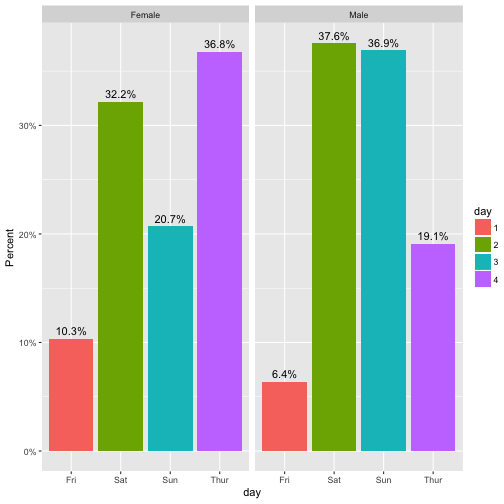 Female
Male
36.8%
37.6%
36.9%
32.2%
30%
20.7%
20%
19.1%
10.3%
10%
6.4%
0%
Percent
Fri Sat Sun Thur
Fri Sat Sun Thur
day
day
1
2
3
4